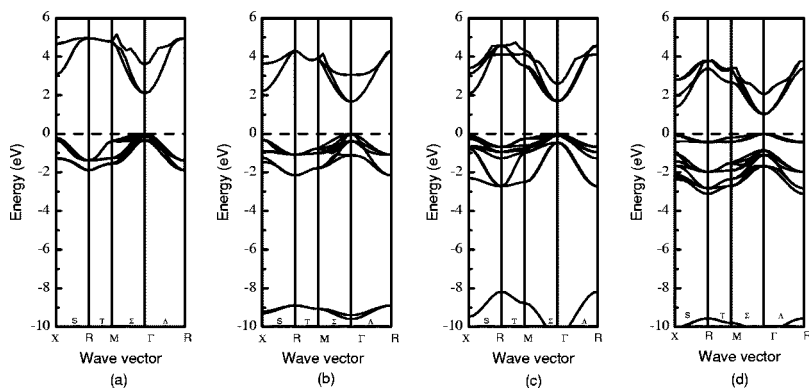 6
4
2
0
-2
-4
-6
-8
-10
Energy (eV)
S T Σ Λ
X R M Γ R
Wave vector
(a)
6
4
2
0
-2
-4
-6
-8
-10
Energy (eV)
S T Σ Λ
X R M Γ R
Wave vector
(b)
6
4
2
0
-2
-4
-6
-8
-10
Energy (eV)
S T Σ Λ
X R M Γ R
Wave vector
(c)
6
4
2
0
-2
-4
-6
-8
-10
Energy (eV)
S T Σ Λ
X R M Γ R
Wave vector
(d)